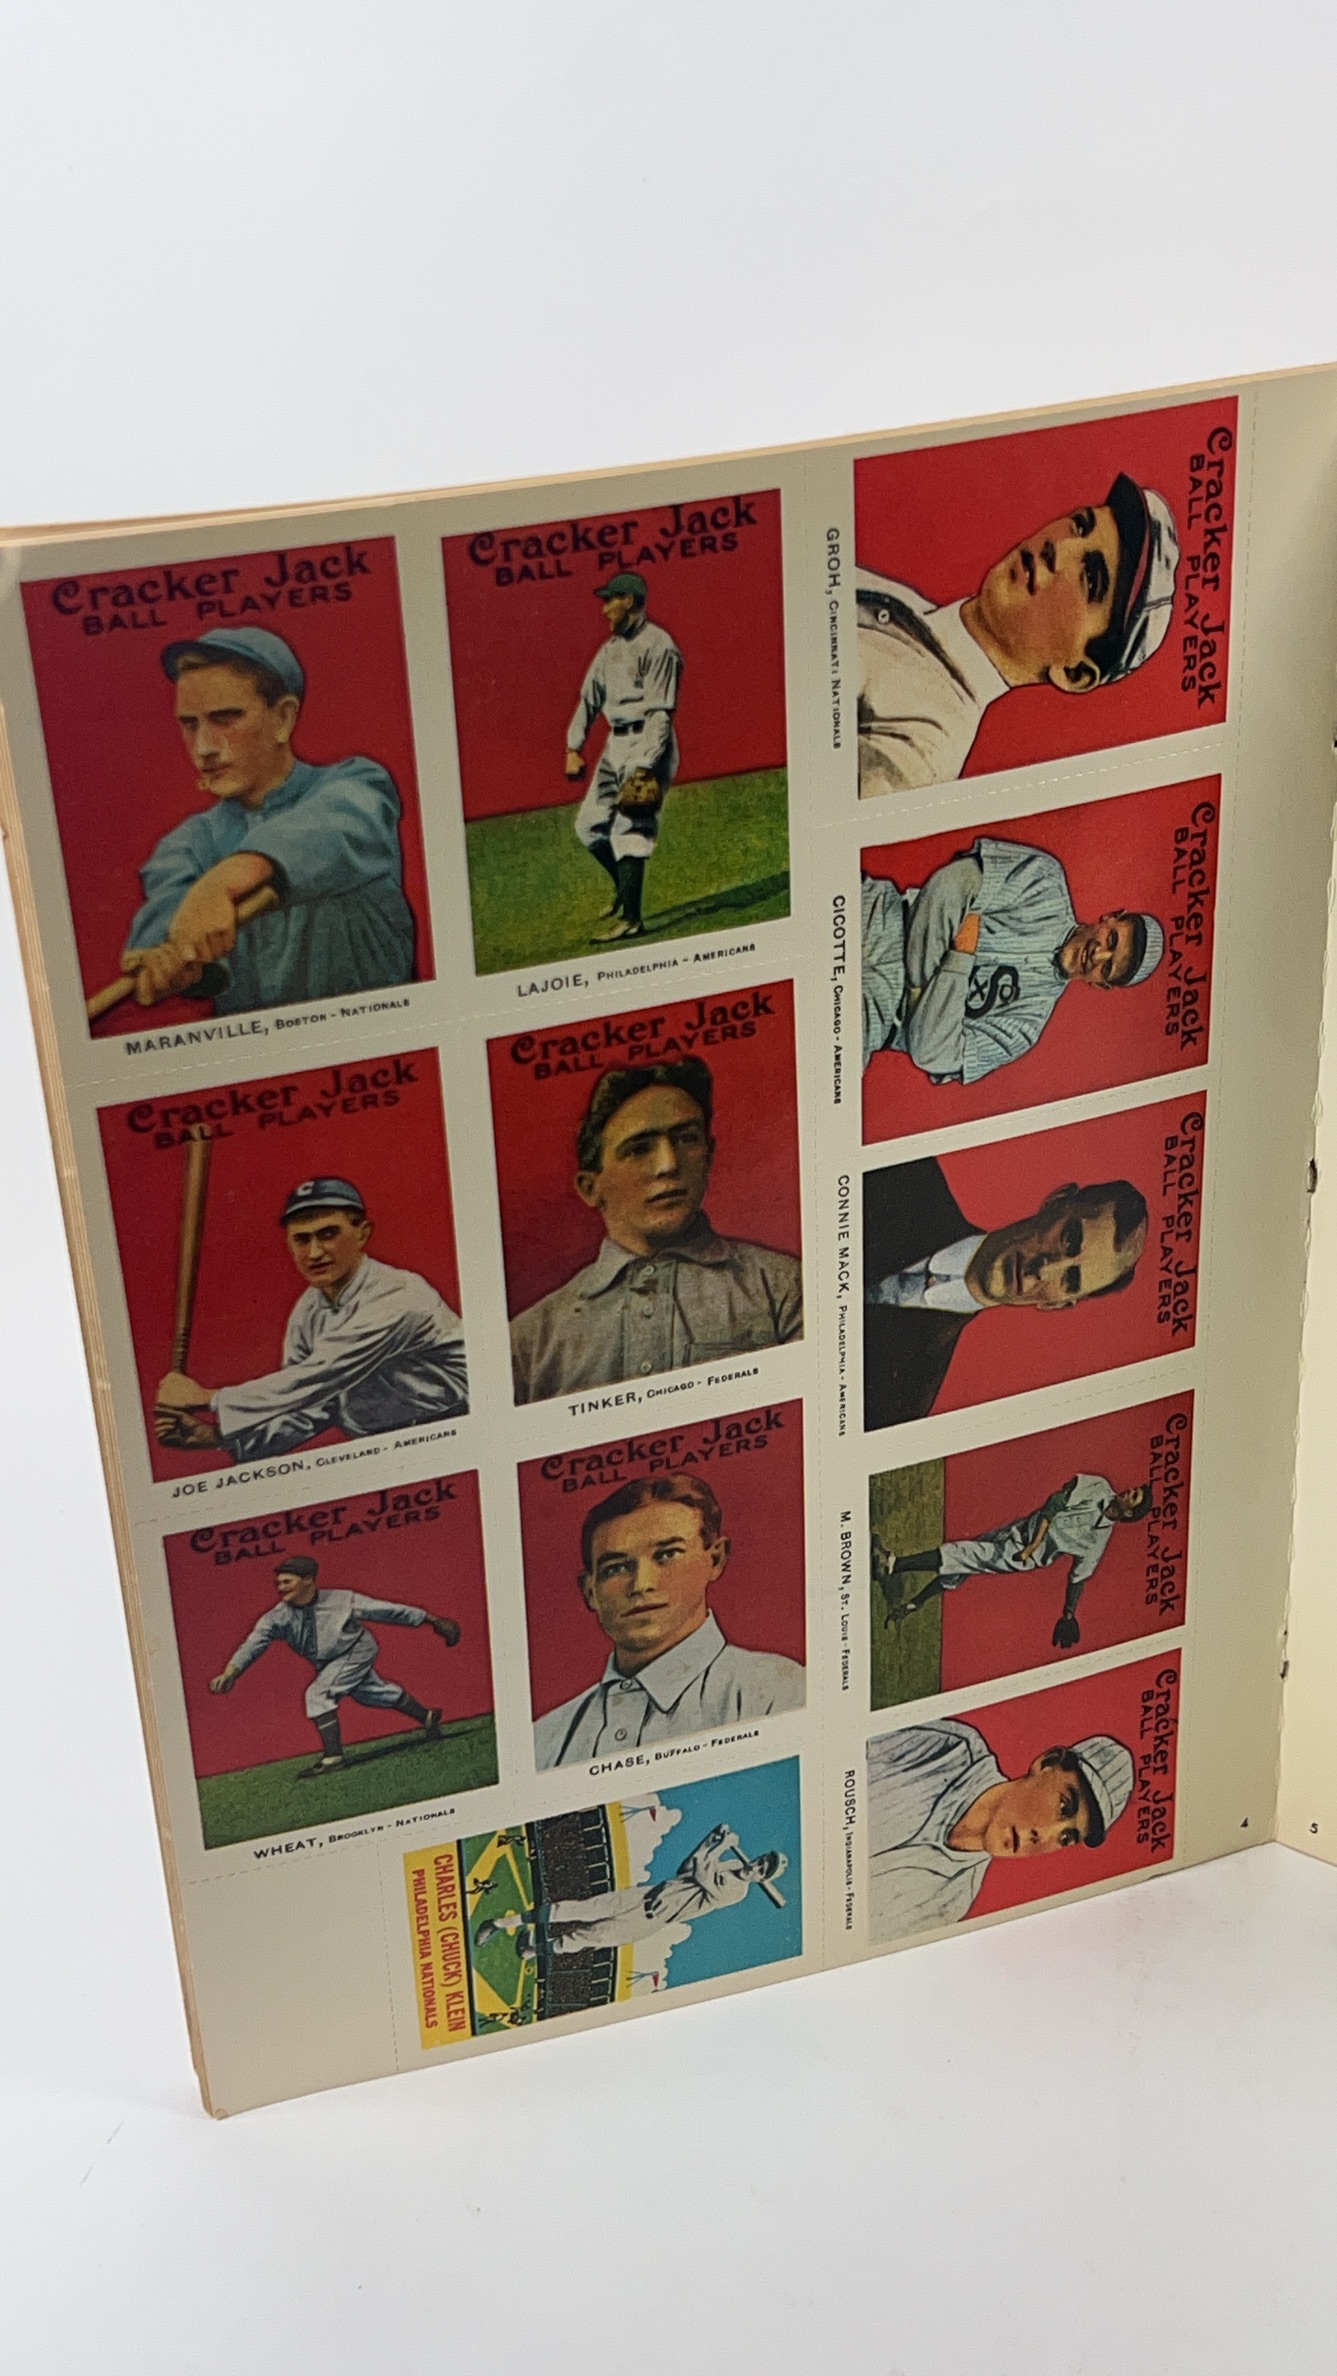 Cracker Jack
BALL PLAYERS
MARANVILLE, BOSTON - NATIONALS
Cracker Jack
BALL PLAYERS
LAJOIE, PHILADELPHIA - AMERICANS
Cracker Jack
BALL PLAYERS
GROH, CINCINNATI NATIONALS
Cracker Jack
BALL PLAYERS
CICOTTE, CHICAGO - AMERICANS
Cracker Jack
BALL PLAYERS
C
JOE JACKSON, CLEVELAND - AMERICANS
Cracker Jack
BALL PLAYERS
TINKER, CHICAGO - FEDERALS
Cracker Jack
BALL PLAYERS
CONNIE MACK, PHILADELPHIA - AMERICANS
Cracker Jack
BALL PLAYERS
M. BROWN, ST. LOUIS - FEDERALS
Cracker Jack
BALL PLAYERS
WHEAT, BROOKLYN - NATIONALS
Cracker Jack
BALL PLAYERS
CHASE, BUFFALO - FEDERALS
Cracker Jack
BALL PLAYERS
ROUSCH, INDIANAPOLIS - FEDERALS
CHARLES (CHUCK) KLEIN
PHILADELPHIA NATIONALS
4
5